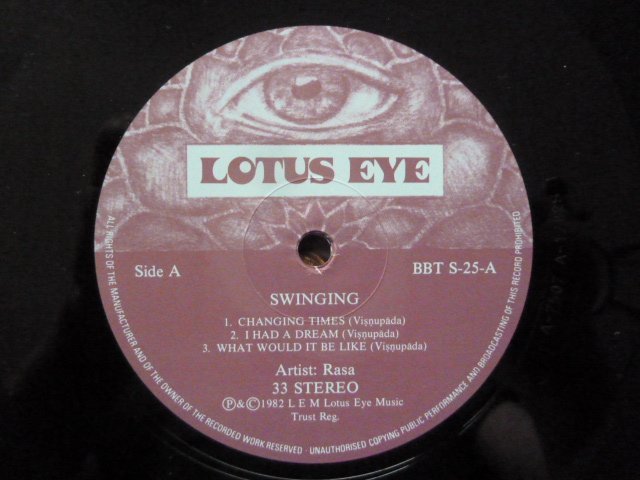 LOTUS EYE
Side A
BBT S-25-A
SWINGING
1. CHANGING TIMES (Viṣṇupāda)
2. I HAD A DREAM (Viṣṇupāda)
3. WHAT WOULD IT BE LIKE (Viṣṇupāda)
Artist: Rasa
33 STEREO
Ⓟ&©1982 L E M Lotus Eye Music
Trust Reg.
ALL RIGHTS OF THE MANUFACTURER AND OF THE OWNER OF THE RECORDED WORK RESERVED · UNAUTHORISED COPYING PUBLIC PERFORMANCE AND BROADCASTING OF THIS RECORD PROHIBITED